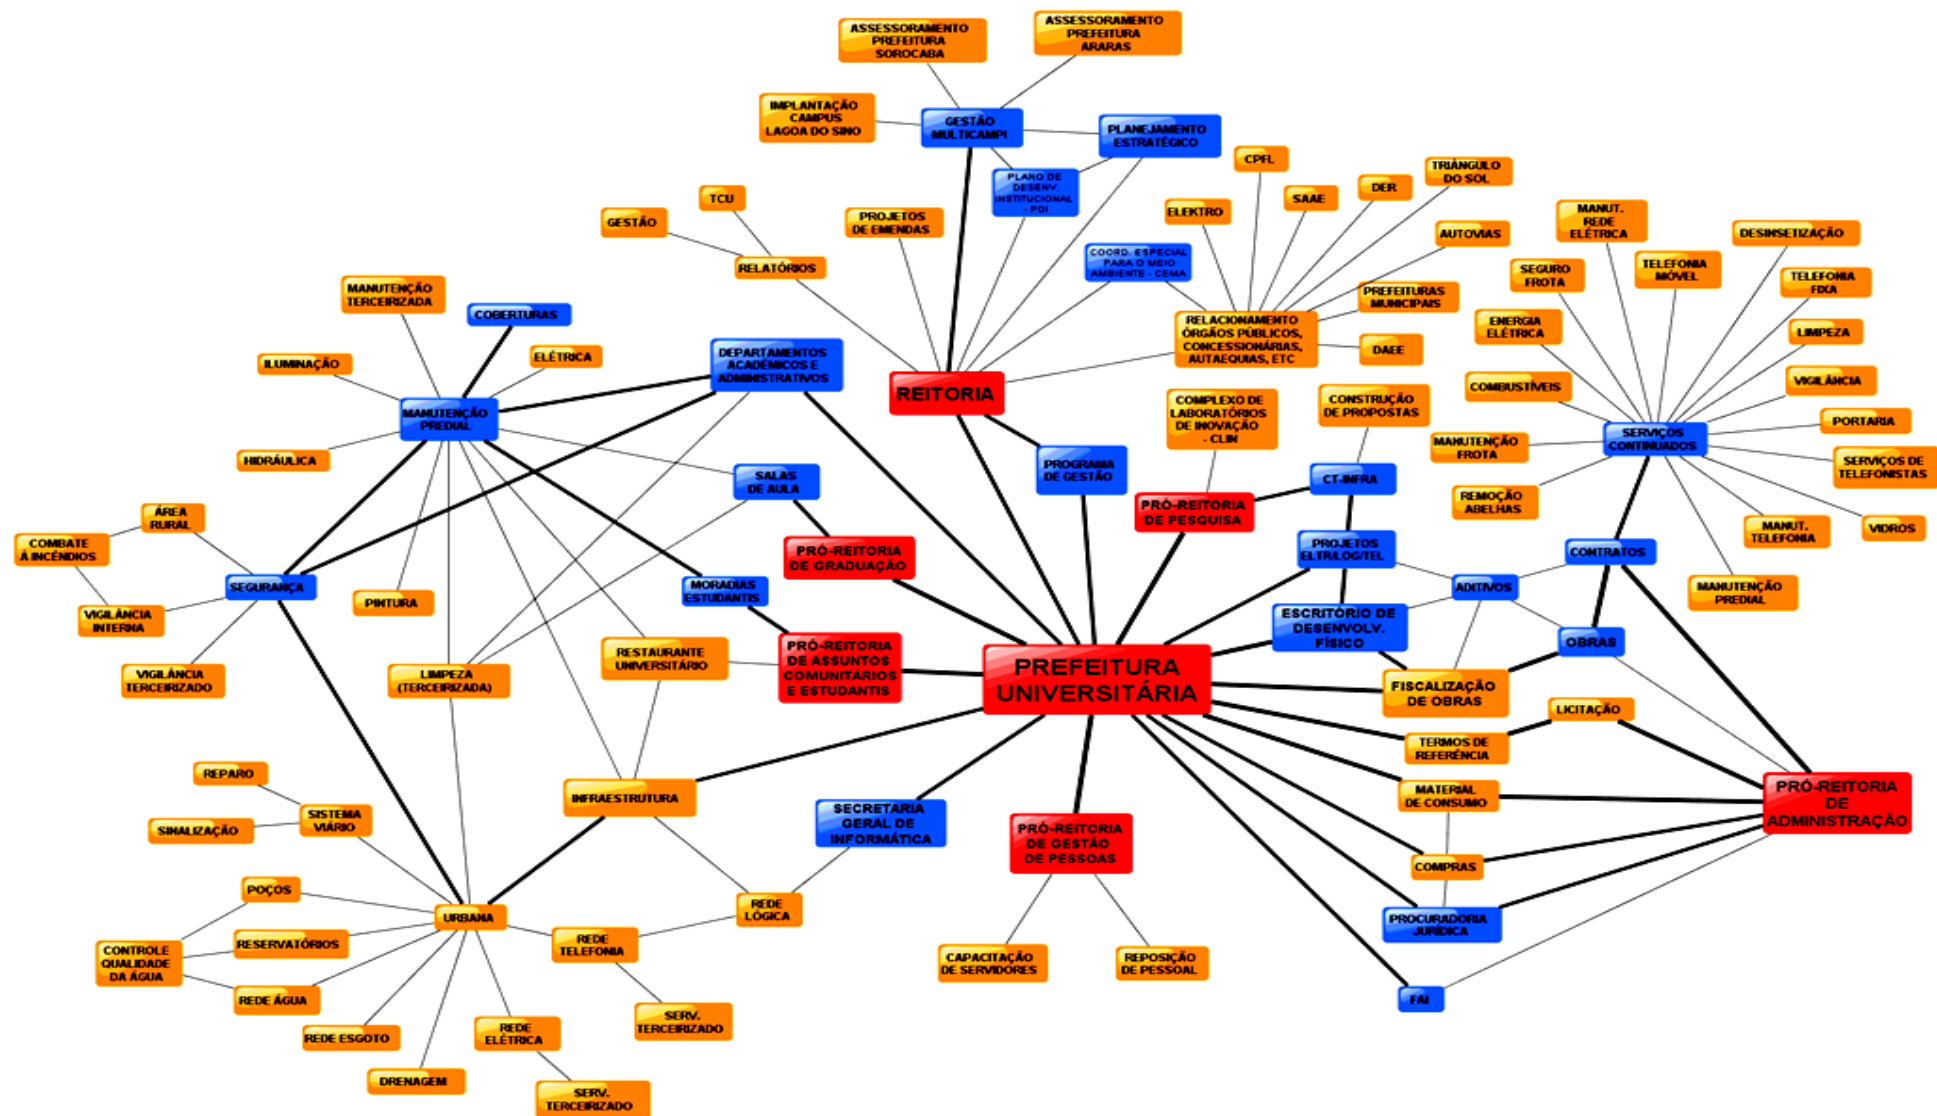 ASSESSORAMENTO
PREFEITURA
SOROCABA
ASSESSORAMENTO
PREFEITURA
ARARAS
IMPLANTAÇÃO
CAMPUS
LAGOA DO SINO
GESTÃO
MULTICAMPI
PLANEJAMENTO
ESTRATÉGICO
PLANO DE
DESENV.
INSTITUCIONAL
- PDI
CPFL
TRIÂNGULO
DO SOL
DER
SAAE
ELEKTRO
AUTOVIAS
TCU
GESTÃO
PROJETOS
DE EMENDAS
RELATÓRIOS
COORD. ESPECIAL
PARA O MEIO
AMBIENTE - CEMA
PREFEITURAS
MUNICIPAIS
RELACIONAMENTO
ÓRGÃOS PÚBLICOS,
CONCESSIONÁRIAS,
AUTAEQUIAS, ETC
DAEE
MANUT.
REDE
ELÉTRICA
DESINSETIZAÇÃO
SEGURO
FROTA
TELEFONIA
MÓVEL
TELEFONIA
FIXA
ENERGIA
ELÉTRICA
LIMPEZA
COMBUSTÍVEIS
VIGILÂNCIA
PORTARIA
MANUTENÇÃO
FROTA
SERVIÇOS
CONTINUADOS
SERVIÇOS DE
TELEFONISTAS
REMOÇÃO
ABELHAS
MANUT.
TELEFONIA
VIDROS
MANUTENÇÃO
PREDIAL
MANUTENÇÃO
TERCEIRIZADA
COBERTURAS
ILUMINAÇÃO
ELÉTRICA
DEPARTAMENTOS
ACADÊMICOS E
ADMINISTRATIVOS
REITORIA
MANUTENÇÃO
PREDIAL
HIDRÁULICA
COMPLEXO DE
LABORATÓRIOS
DE INOVAÇÃO
- CLIN
CONSTRUÇÃO
DE PROPOSTAS
PROGRAMA
DE GESTÃO
SALAS
DE AULA
CT-INFRA
PRÓ-REITORIA
DE PESQUISA
ÁREA
RURAL
COMBATE
À INCÊNDIOS
SEGURANÇA
PRÓ-REITORIA
DE GRADUAÇÃO
PROJETOS
ELTR/LOG/TEL
CONTRATOS
MORADIAS
ESTUDANTIS
ADITIVOS
PINTURA
VIGILÂNCIA
INTERNA
ESCRITÓRIO DE
DESENVOLV.
FÍSICO
OBRAS
VIGILÂNCIA
TERCEIRIZADO
LIMPEZA
(TERCEIRIZADA)
RESTAURANTE
UNIVERSITÁRIO
PRÓ-REITORIA
DE ASSUNTOS
COMUNITÁRIOS
E ESTUDANTIS
PREFEITURA
UNIVERSITÁRIA
FISCALIZAÇÃO
DE OBRAS
LICITAÇÃO
TERMOS DE
REFERÊNCIA
REPARO
SISTEMA
VIÁRIO
SINALIZAÇÃO
INFRAESTRUTURA
SECRETARIA
GERAL DE
INFORMÁTICA
PRÓ-REITORIA
DE GESTÃO
DE PESSOAS
MATERIAL
DE CONSUMO
PRÓ-REITORIA
DE
ADMINISTRAÇÃO
COMPRAS
POÇOS
URBANA
REDE
LÓGICA
PROCURADORIA
JURÍDICA
RESERVATÓRIOS
REDE
TELEFONIA
CONTROLE
QUALIDADE
DA ÁGUA
CAPACITAÇÃO
DE SERVIDORES
REPOSIÇÃO
DE PESSOAL
REDE ÁGUA
FAI
SERV.
TERCEIRIZADO
REDE ESGOTO
REDE
ELÉTRICA
DRENAGEM
SERV.
TERCEIRIZADO